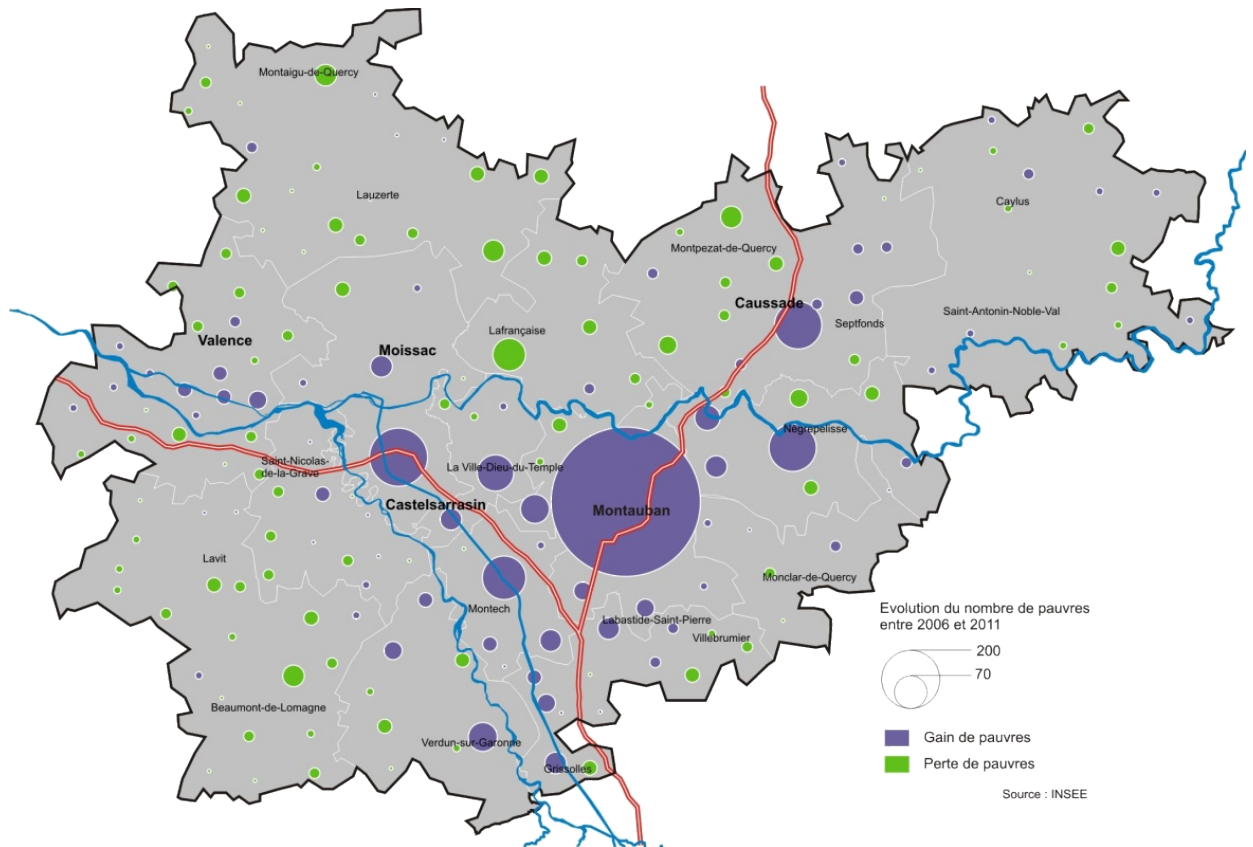 Montaigu-de-Quercy
Lauzerte
Caylus
Montpezat-de-Quercy
Caussade
Septfonds
Saint-Antonin-Noble-Val
Valence
Moissac
Lafrançaise
Négrepelisse
Saint-Nicolas-
de-la-Grave
La Ville-Dieu-du-Temple
Castelsarrasin
Montauban
Lavit
Monclar-de-Quercy
Montech
Labastide-Saint-Pierre
Villebrumier
Beaumont-de-Lomagne
Verdun-sur-Garonne
Grissolles
Evolution du nombre de pauvres
entre 2006 et 2011
200
70
Gain de pauvres
Perte de pauvres
Source : INSEE